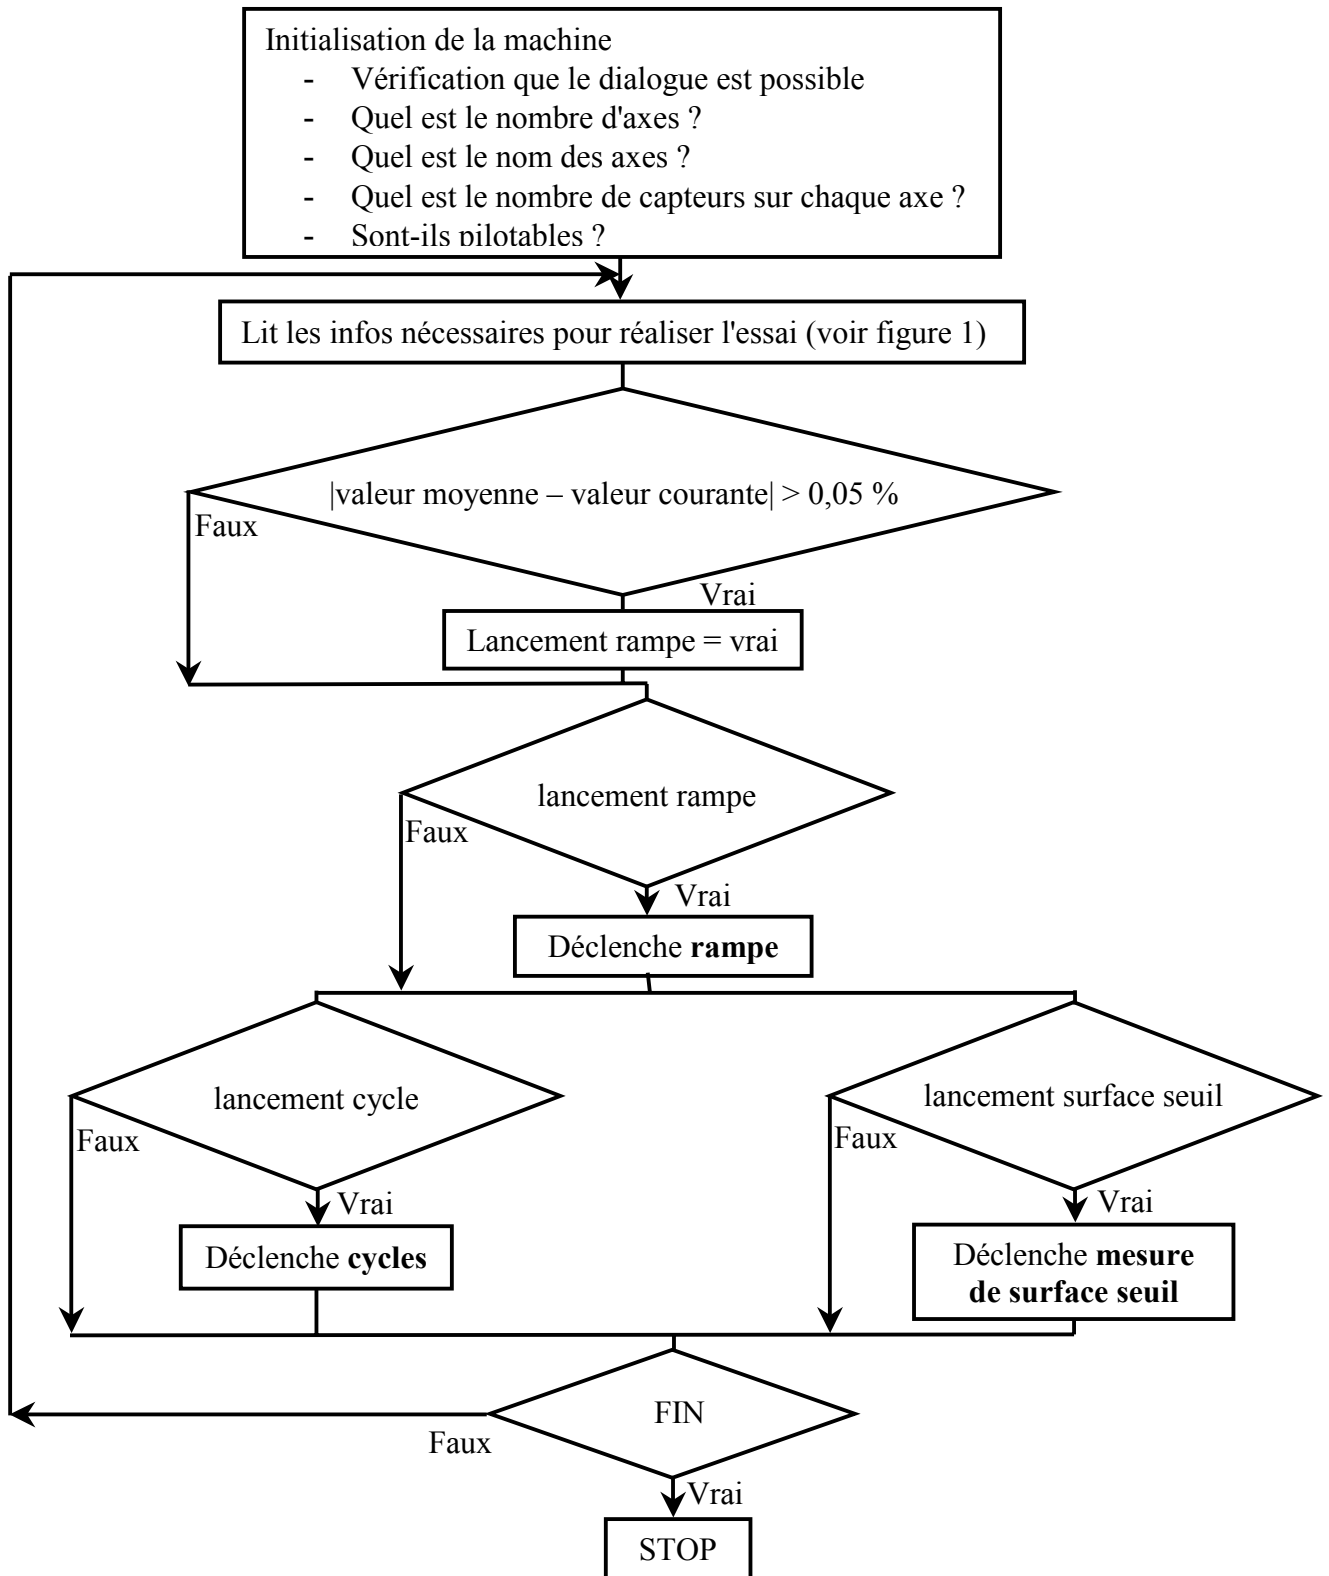 Initialisation de la machine
- Vérification que le dialogue est possible
- Quel est le nombre d'axes ?
- Quel est le nom des axes ?
- Quel est le nombre de capteurs sur chaque axe ?
- Sont-ils pilotables ?
Lit les infos nécessaires pour réaliser l'essai (voir figure 1)
|valeur moyenne – valeur courante| > 0,05 %
Faux
Vrai
Lancement rampe = vrai
lancement rampe
Faux
Vrai
Déclenche rampe
lancement cycle
lancement surface seuil
Faux
Faux
Vrai
Vrai
Déclenche cycles
Déclenche mesure
de surface seuil
FIN
Faux
Vrai
STOP